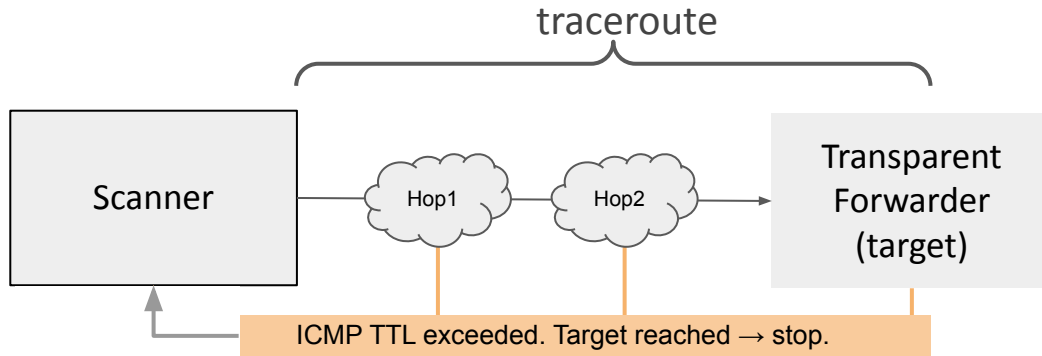 traceroute
Scanner
Hop1
Hop2
Transparent
Forwarder
(target)
ICMP TTL exceeded. Target reached → stop.